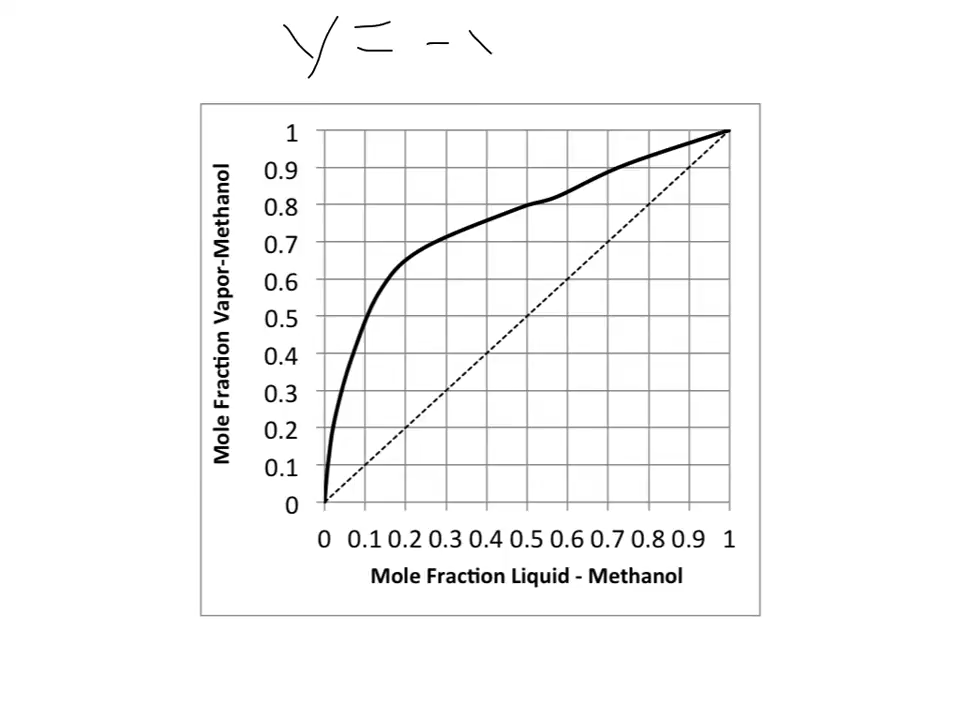 y = -
1
0.9
0.8
0.7
0.6
0.5
0.4
0.3
0.2
0.1
0
Mole Fraction Vapor-Methanol
0 0.1 0.2 0.3 0.4 0.5 0.6 0.7 0.8 0.9 1
Mole Fraction Liquid - Methanol